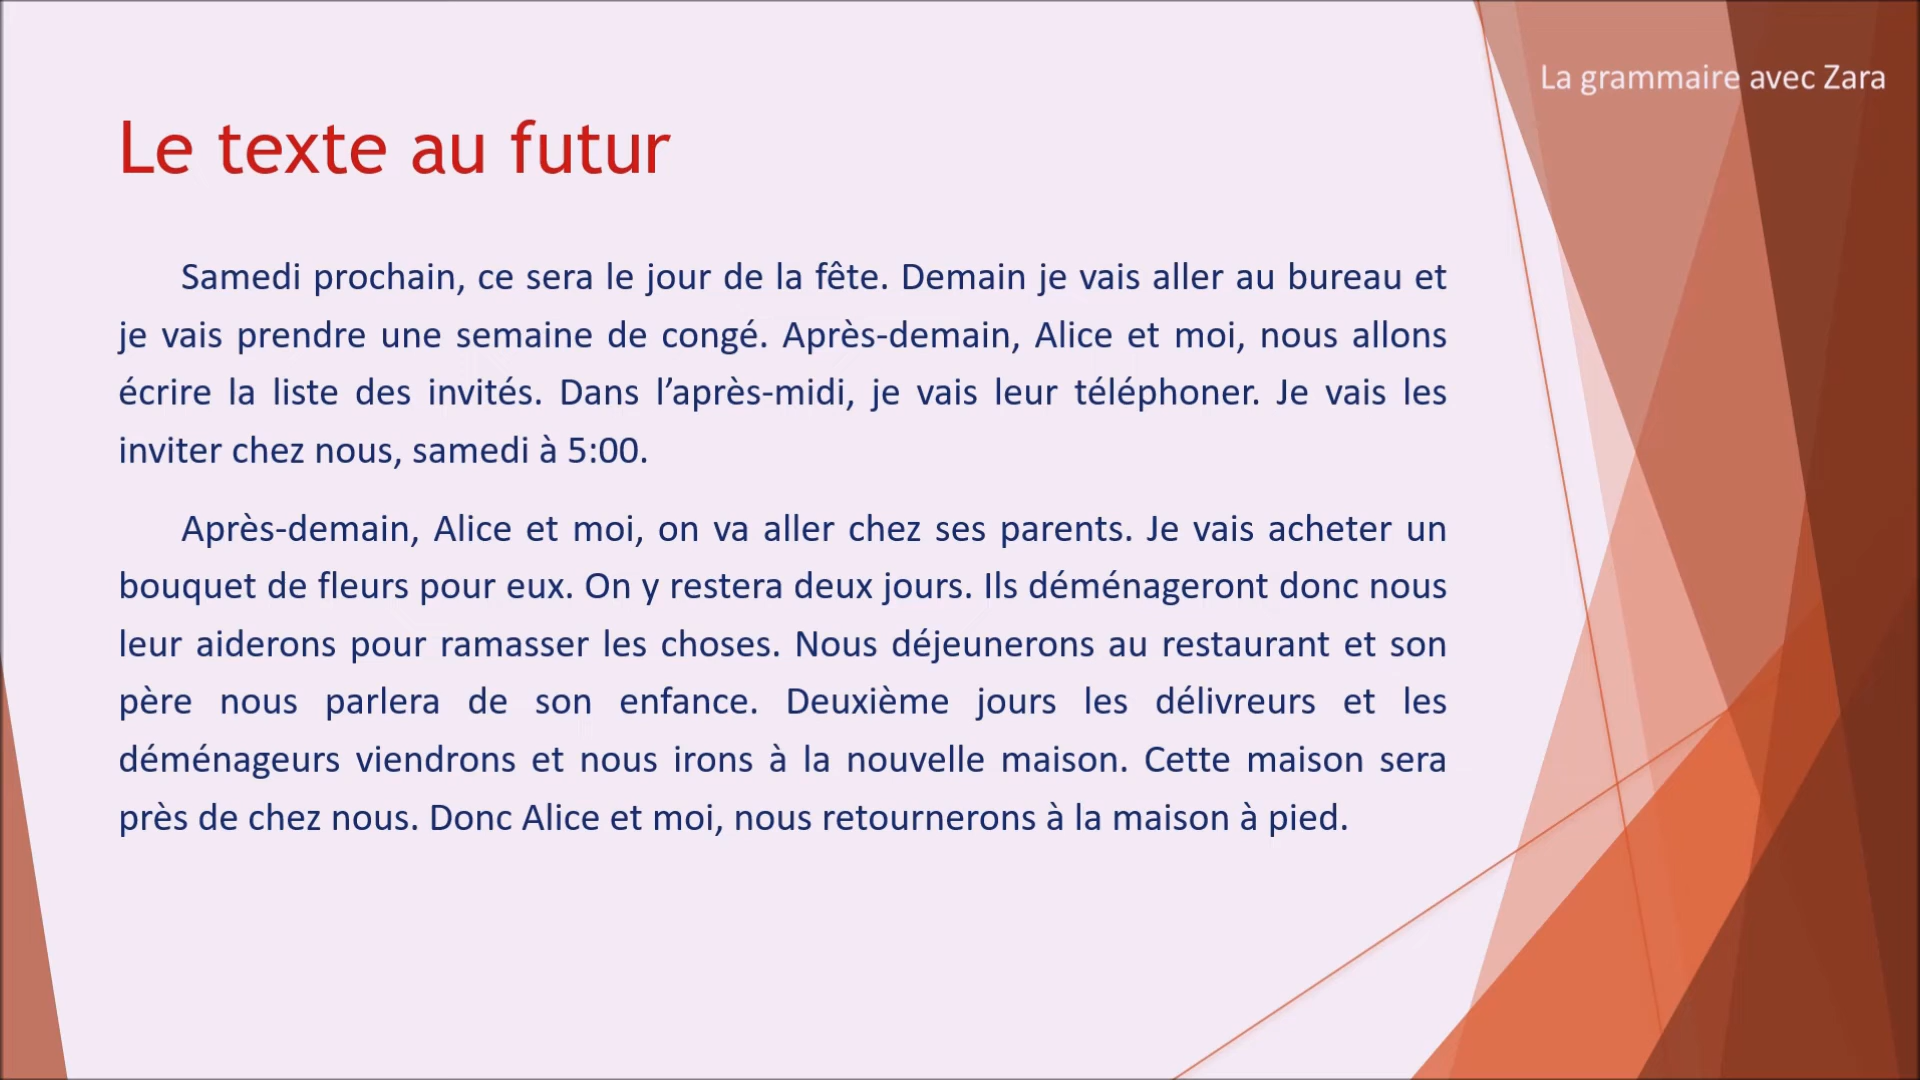 La grammaire avec Zara
Le texte au futur
Samedi prochain, ce sera le jour de la fête. Demain je vais aller au bureau et
je vais prendre une semaine de congé. Après-demain, Alice et moi, nous allons
écrire la liste des invités. Dans l’après-midi, je vais leur téléphoner. Je vais les
inviter chez nous, samedi à 5:00.
Après-demain, Alice et moi, on va aller chez ses parents. Je vais acheter un
bouquet de fleurs pour eux. On y restera deux jours. Ils déménageront donc nous
leur aiderons pour ramasser les choses. Nous déjeunerons au restaurant et son
père nous parlera de son enfance. Deuxième jours les délivreurs et les
déménageurs viendrons et nous irons à la nouvelle maison. Cette maison sera
près de chez nous. Donc Alice et moi, nous retournerons à la maison à pied.